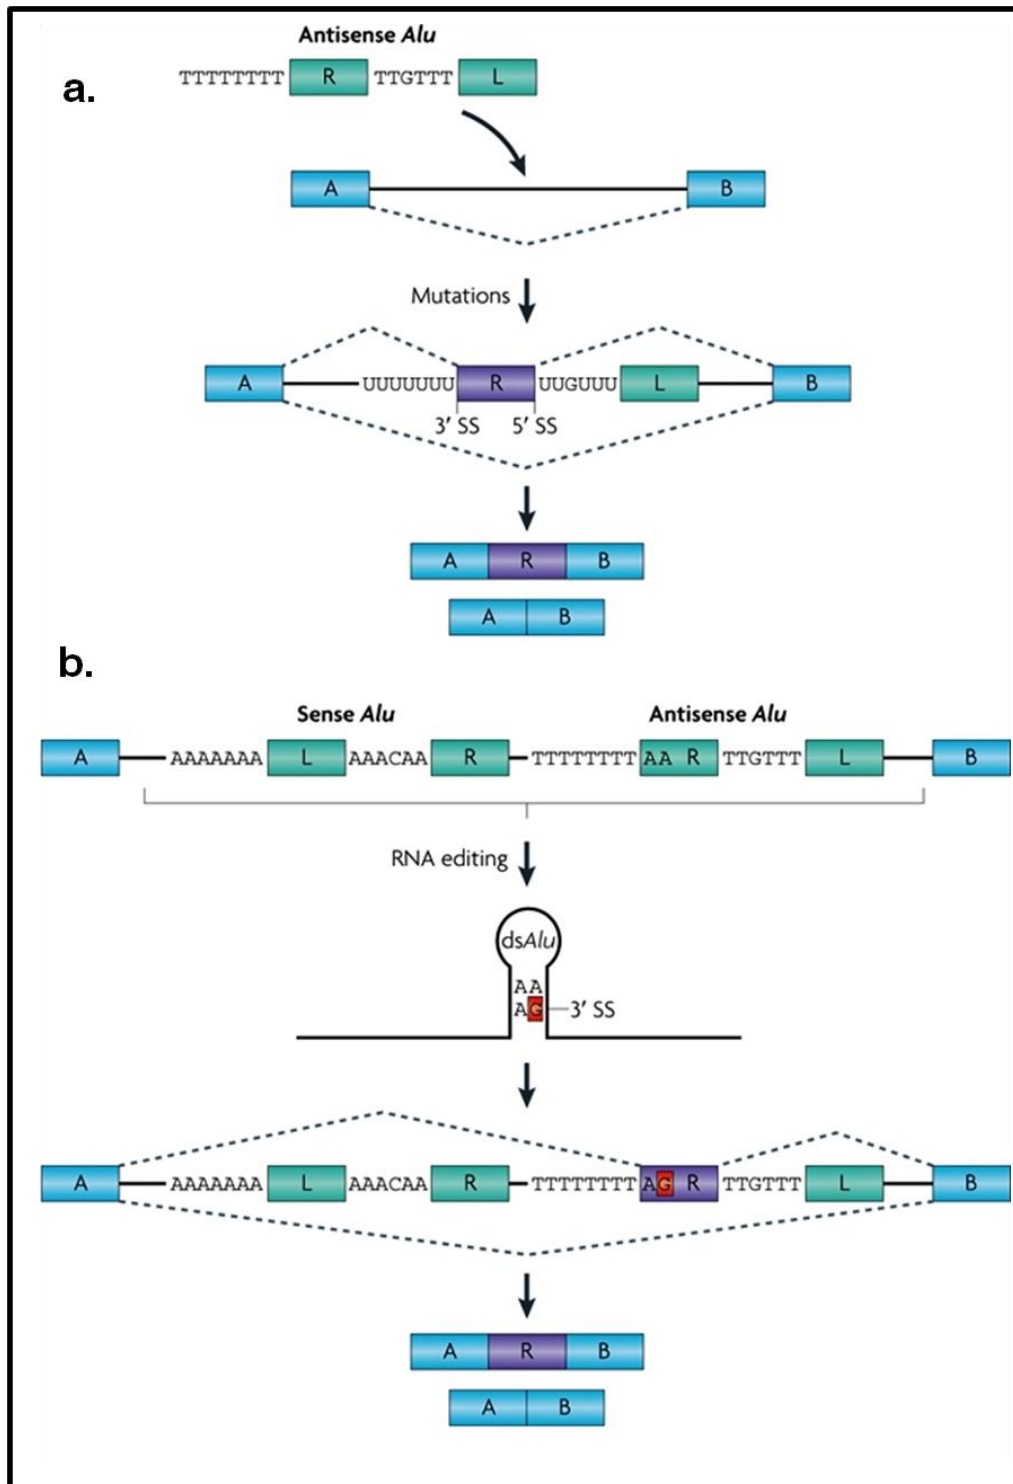 Antisense Alu
a.
TTTTTTTT R TTGTTT L
A B
Mutations
A UUUUUUU R UUGUUU L B
3′ SS 5′ SS
A R B
A B
b.
Sense Alu Antisense Alu
A AAAAAAA L AAACAA R TTTTTTTT AA R TTGTTT L B
RNA editing
dsAlu
AA
AG 3′ SS
A AAAAAAA L AAACAA R TTTTTTTT AG R TTGTTT L B
A R B
A B